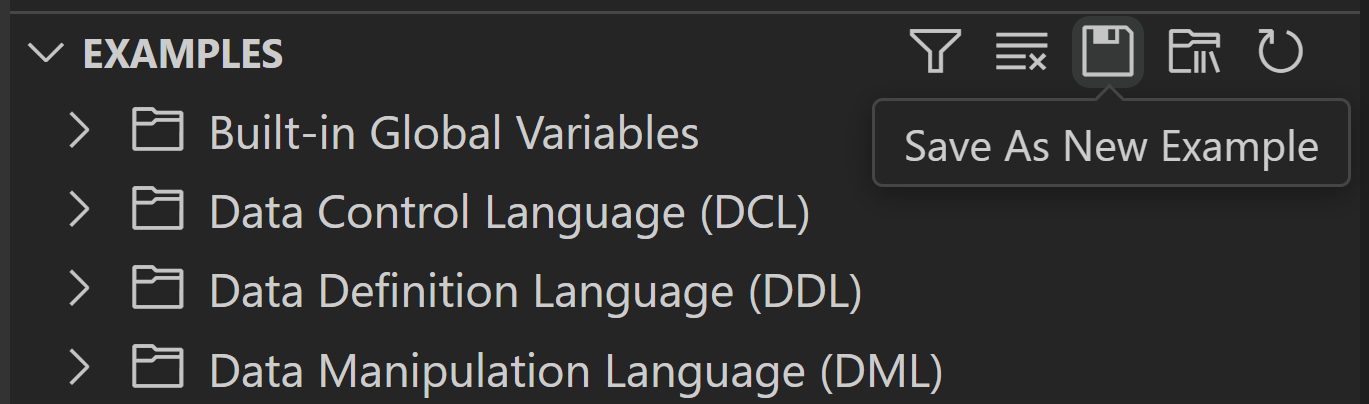 EXAMPLES
Save As New Example
Built-in Global Variables
Data Control Language (DCL)
Data Definition Language (DDL)
Data Manipulation Language (DML)